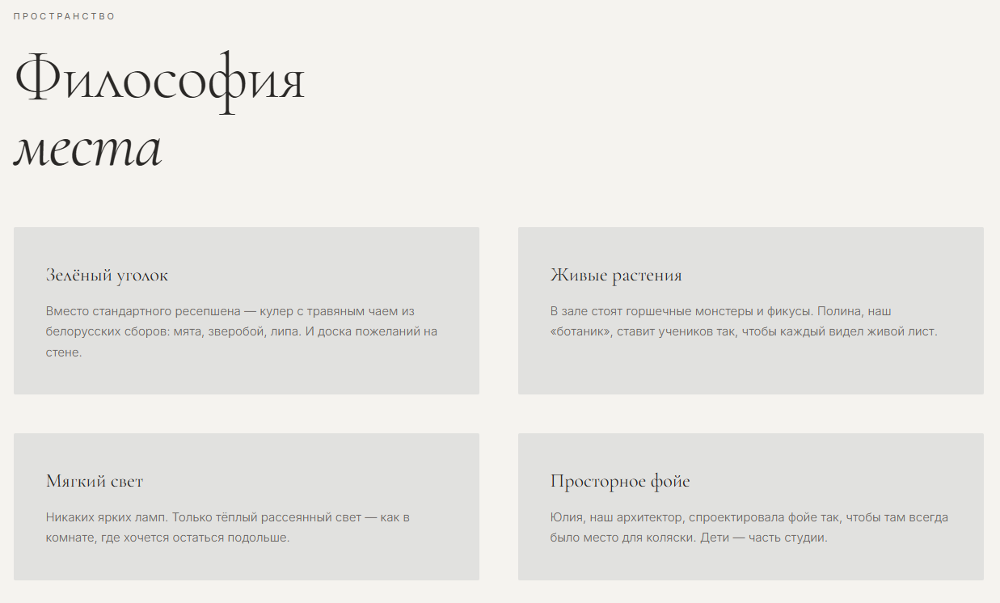 ПРОСТРАНСТВО
Философия
места
Зелёный уголок
Вместо стандартного ресепшена — кулер с травяным чаем из
белорусских сборов: мята, зверобой, липа. И доска пожеланий на
стене.
Живые растения
В зале стоят горшечные монстеры и фикусы. Полина, наш
«ботаник», ставит учеников так, чтобы каждый видел живой лист.
Мягкий свет
Никаких ярких ламп. Только тёплый рассеянный свет — как в
комнате, где хочется остаться подольше.
Просторное фойе
Юлия, наш архитектор, спроектировала фойе так, чтобы там всегда
было место для коляски. Дети — часть студии.